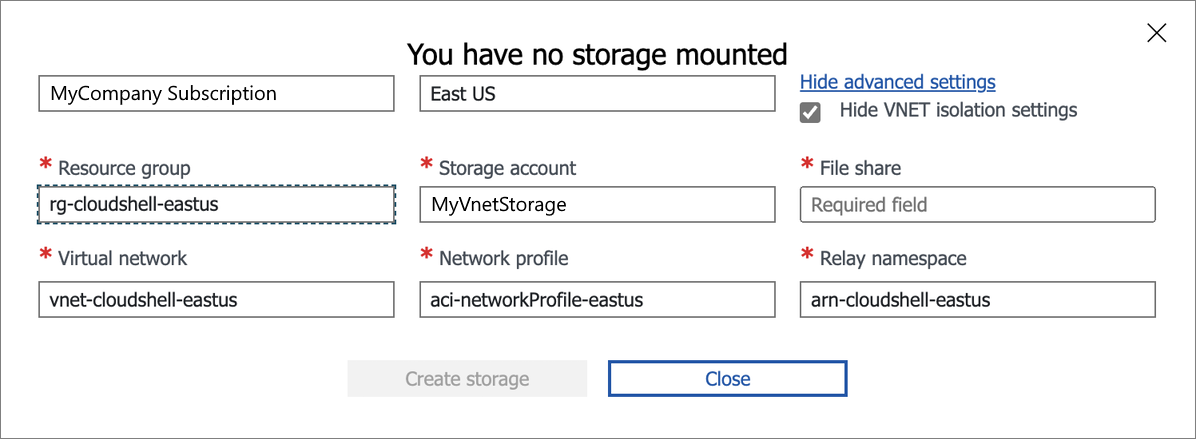 You have no storage mounted
MyCompany Subscription
East US
Hide advanced settings
Hide VNET isolation settings
* Resource group
* Storage account
* File share
rg-cloudshell-eastus
MyVnetStorage
Required field
* Virtual network
* Network profile
* Relay namespace
vnet-cloudshell-eastus
aci-networkProfile-eastus
arn-cloudshell-eastus
Create storage
Close